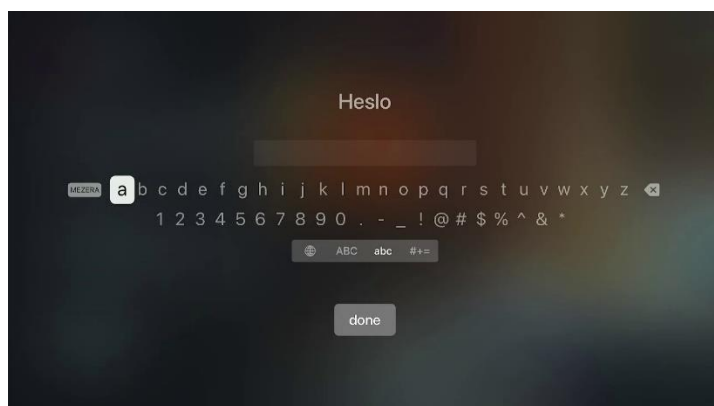 Heslo
MEZERA a b c d e f g h i j k l m n o p q r s t u v w x y z
1 2 3 4 5 6 7 8 9 0 . - _ ! @ # $ % ^ & *
ABC abc #+=
done